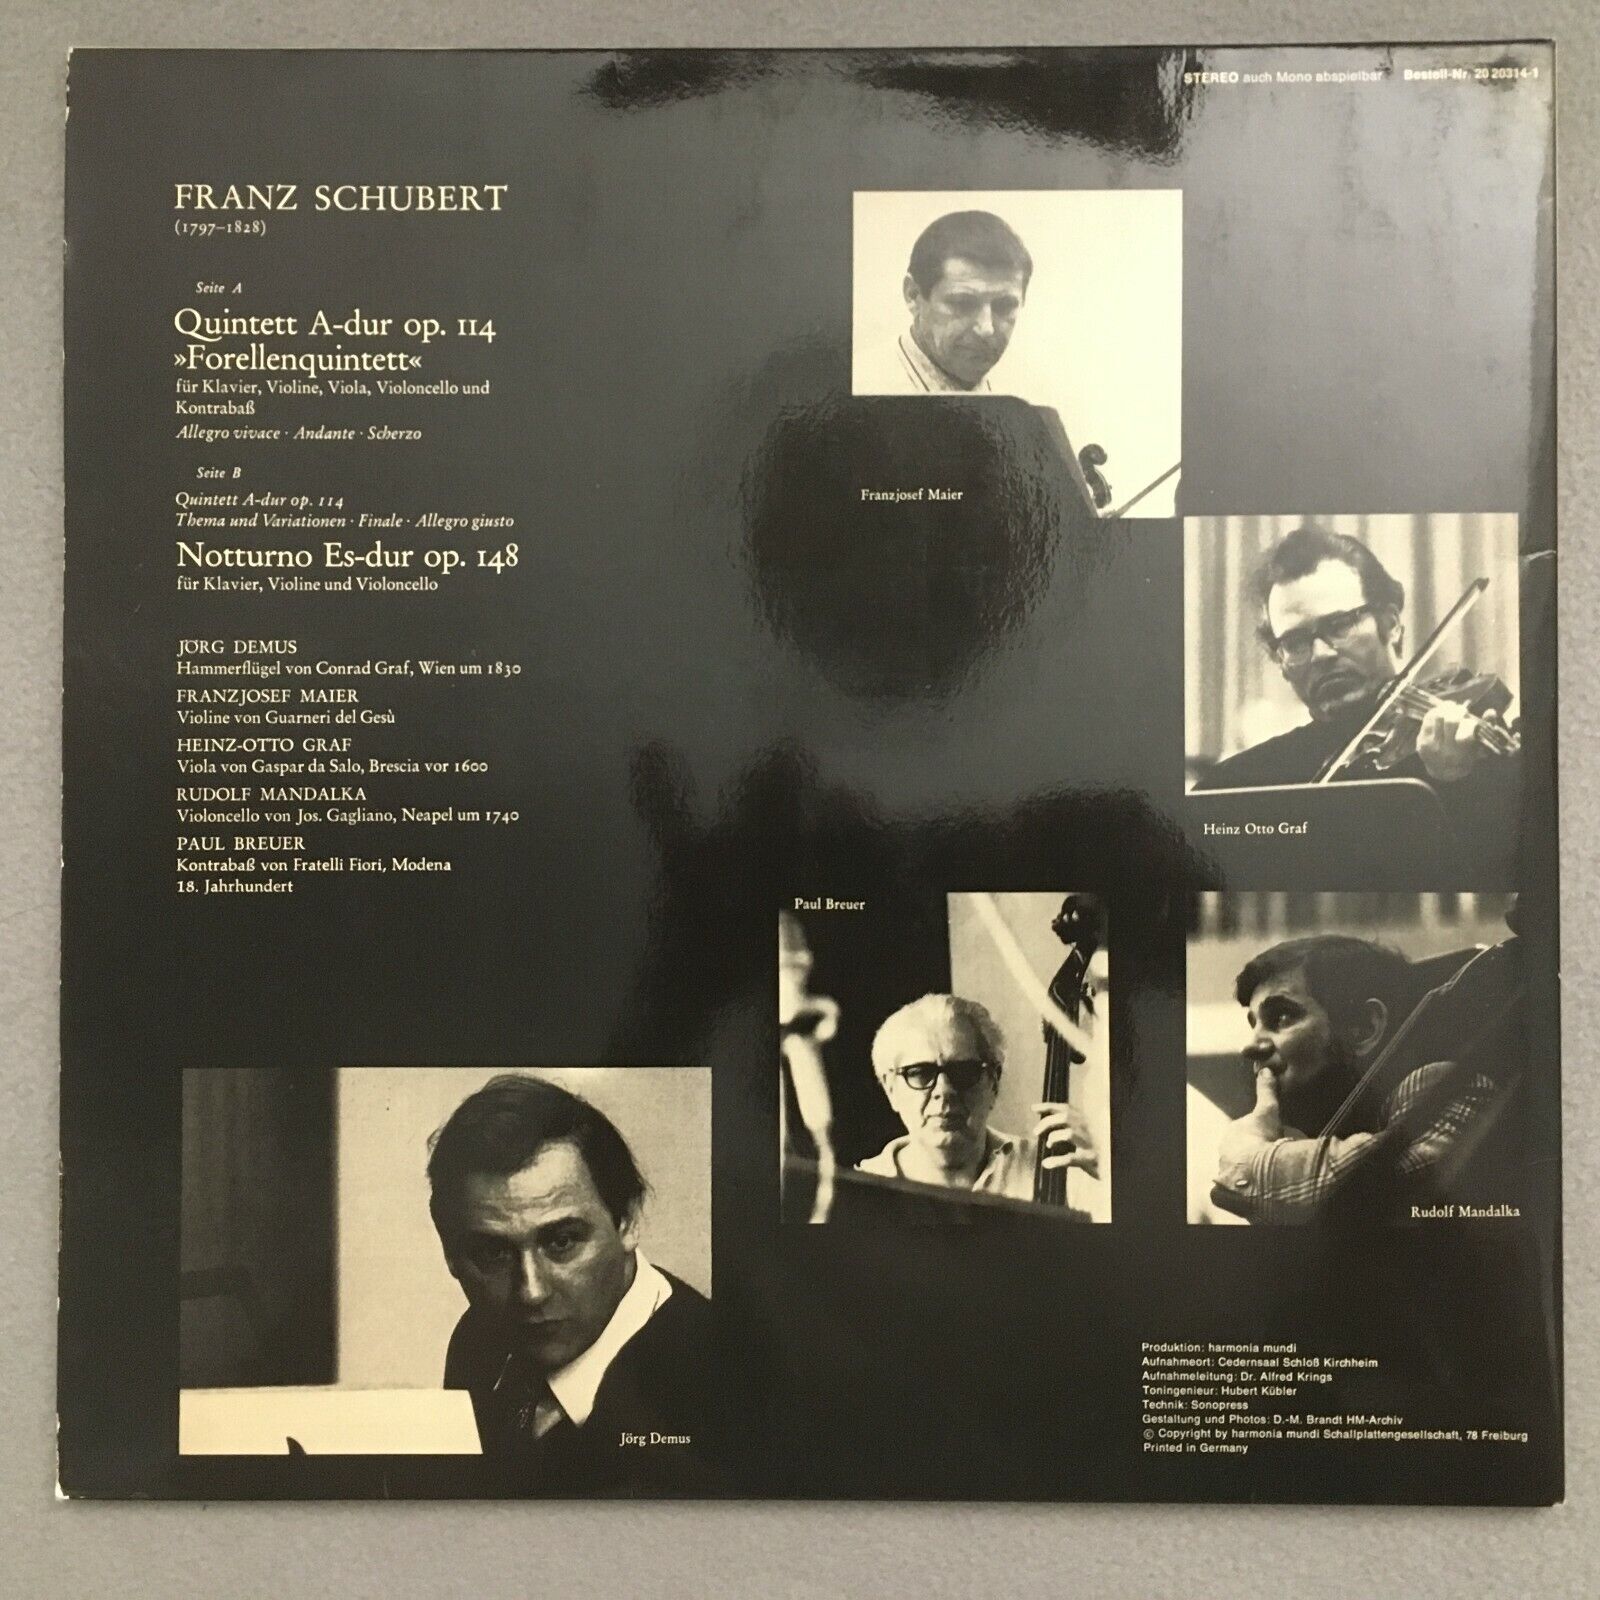 STEREO auch Mono abspielbar Bestell-Nr. 20 20314-1
FRANZ SCHUBERT
(1797–1828)
Seite A
Quintett A-dur op. 114
»Forellenquintett«
für Klavier, Violine, Viola, Violoncello und
Kontrabaß
Allegro vivace · Andante · Scherzo
Seite B
Quintett A-dur op. 114
Thema und Variationen · Finale · Allegro giusto
Notturno Es-dur op. 148
für Klavier, Violine und Violoncello
JÖRG DEMUS
Hammerflügel von Conrad Graf, Wien um 1830
FRANZJOSEF MAIER
Violine von Guarneri del Gesù
HEINZ-OTTO GRAF
Viola von Gaspar da Salo, Brescia vor 1600
RUDOLF MANDALKA
Violoncello von Jos. Gagliano, Neapel um 1740
PAUL BREUER
Kontrabaß von Fratelli Fiori, Modena
18. Jahrhundert
Franzjosef Maier
Heinz Otto Graf
Paul Breuer
Rudolf Mandalka
Jörg Demus
Produktion: harmonia mundi
Aufnahmeort: Cedernsaal Schloß Kirchheim
Aufnahmeleitung: Dr. Alfred Krings
Toningenieur: Hubert Kübler
Technik: Sonopress
Gestaltung und Photos: D.-M. Brandt HM-Archiv
© Copyright by harmonia mundi Schallplattengesellschaft, 78 Freiburg
Printed in Germany